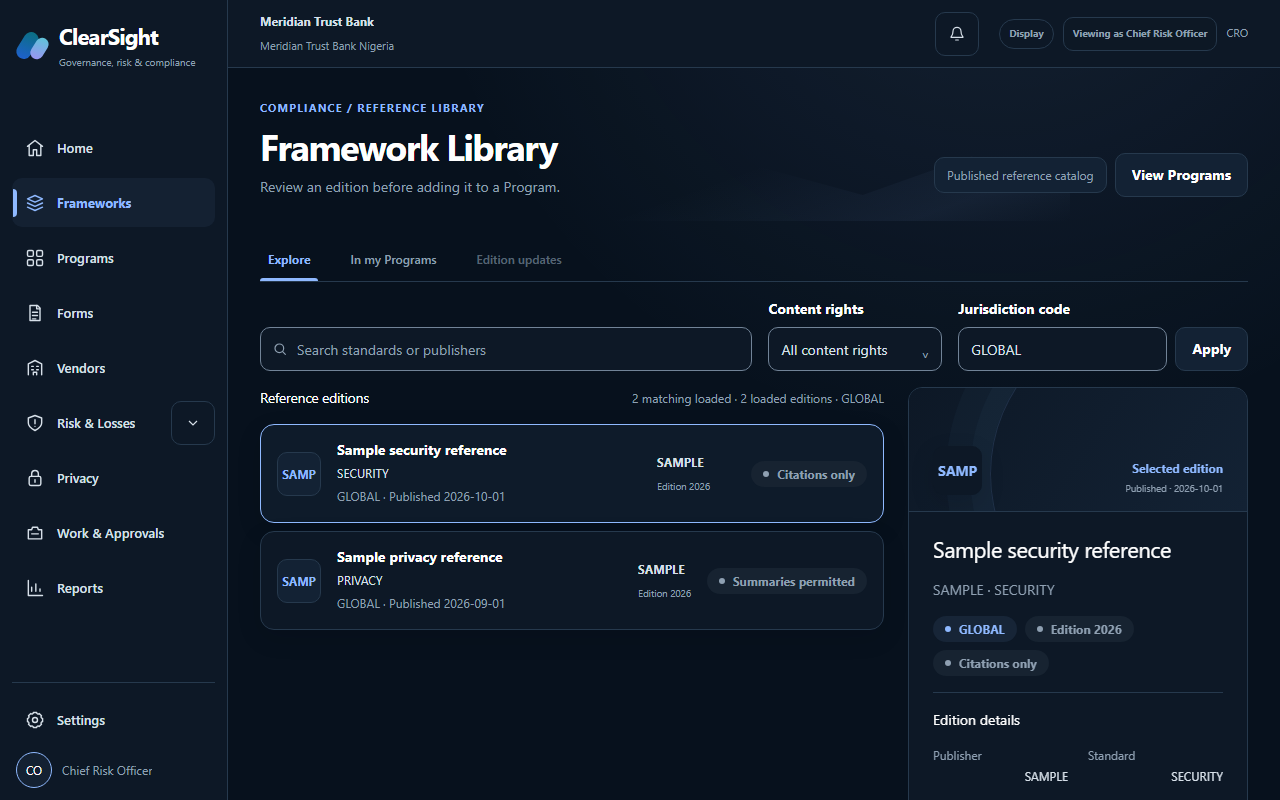 ClearSight
Governance, risk & compliance
Home
Frameworks
Programs
Forms
Vendors
Risk & Losses
Privacy
Work & Approvals
Reports
Settings
CO
Chief Risk Officer
Meridian Trust Bank
Meridian Trust Bank Nigeria
Display
Viewing as Chief Risk Officer
CRO
COMPLIANCE / REFERENCE LIBRARY
Framework Library
Review an edition before adding it to a Program.
Published reference catalog
View Programs
Explore
In my Programs
Edition updates
Content rights
Jurisdiction code
Search standards or publishers
All content rights
GLOBAL
Apply
Reference editions
2 matching loaded · 2 loaded editions · GLOBAL
SAMP
Sample security reference
SECURITY
GLOBAL · Published 2026-10-01
SAMPLE
Edition 2026
Citations only
SAMP
Sample privacy reference
PRIVACY
GLOBAL · Published 2026-09-01
SAMPLE
Edition 2026
Summaries permitted
SAMP
Selected edition
Published · 2026-10-01
Sample security reference
SAMPLE · SECURITY
GLOBAL
Edition 2026
Citations only
Edition details
Publisher
SAMPLE
Standard
SECURITY